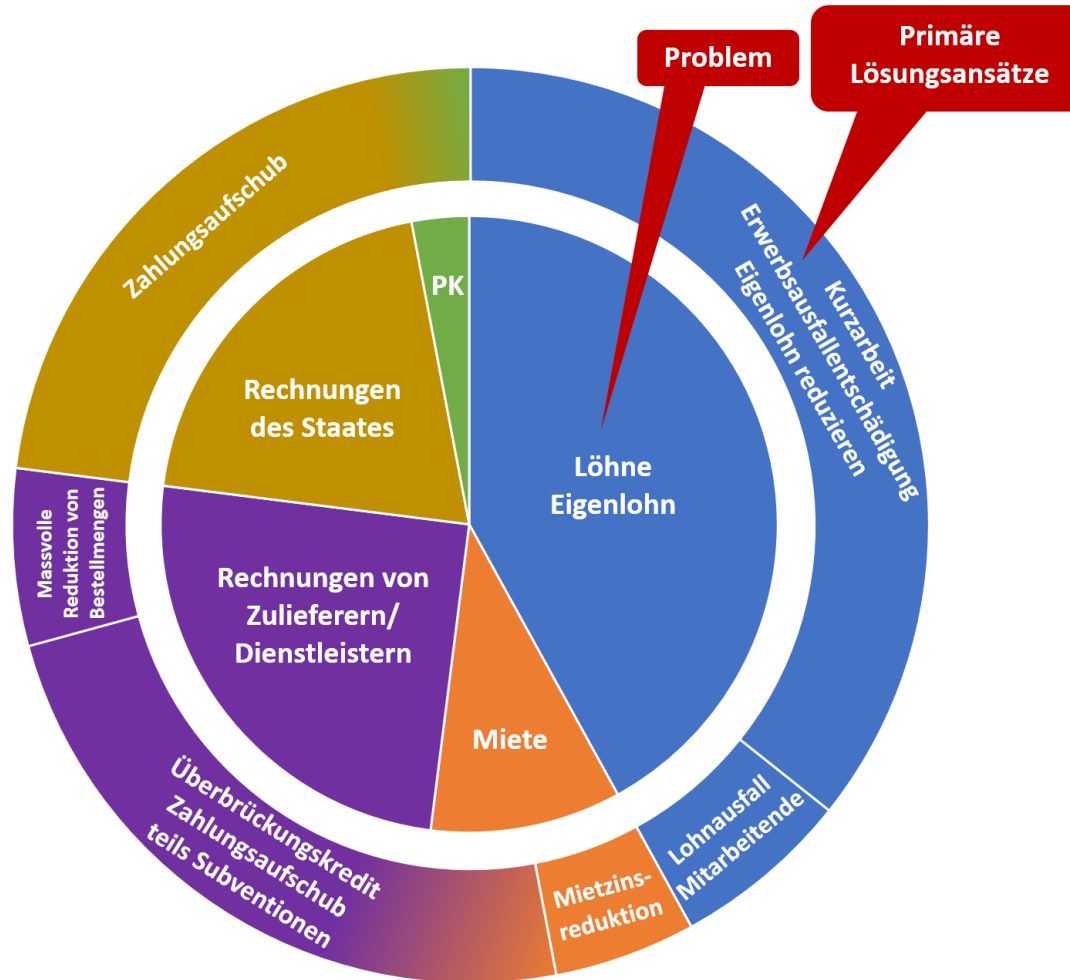 Problem
Primäre
Lösungsansätze
Zahlungsaufschub
Kurzarbeit
Erwerbsausfallentschädigung
Eigenlohn reduzieren
PK
Rechnungen
des Staates
Löhne
Eigenlohn
Massvolle
Reduktion von
Bestellmengen
Rechnungen von
Zulieferern/
Dienstleistern
Miete
Überbrückungskredit
Zahlungsaufschub
teils Subventionen
Mietzins-
reduktion
Lohnausfall
Mitarbeitende